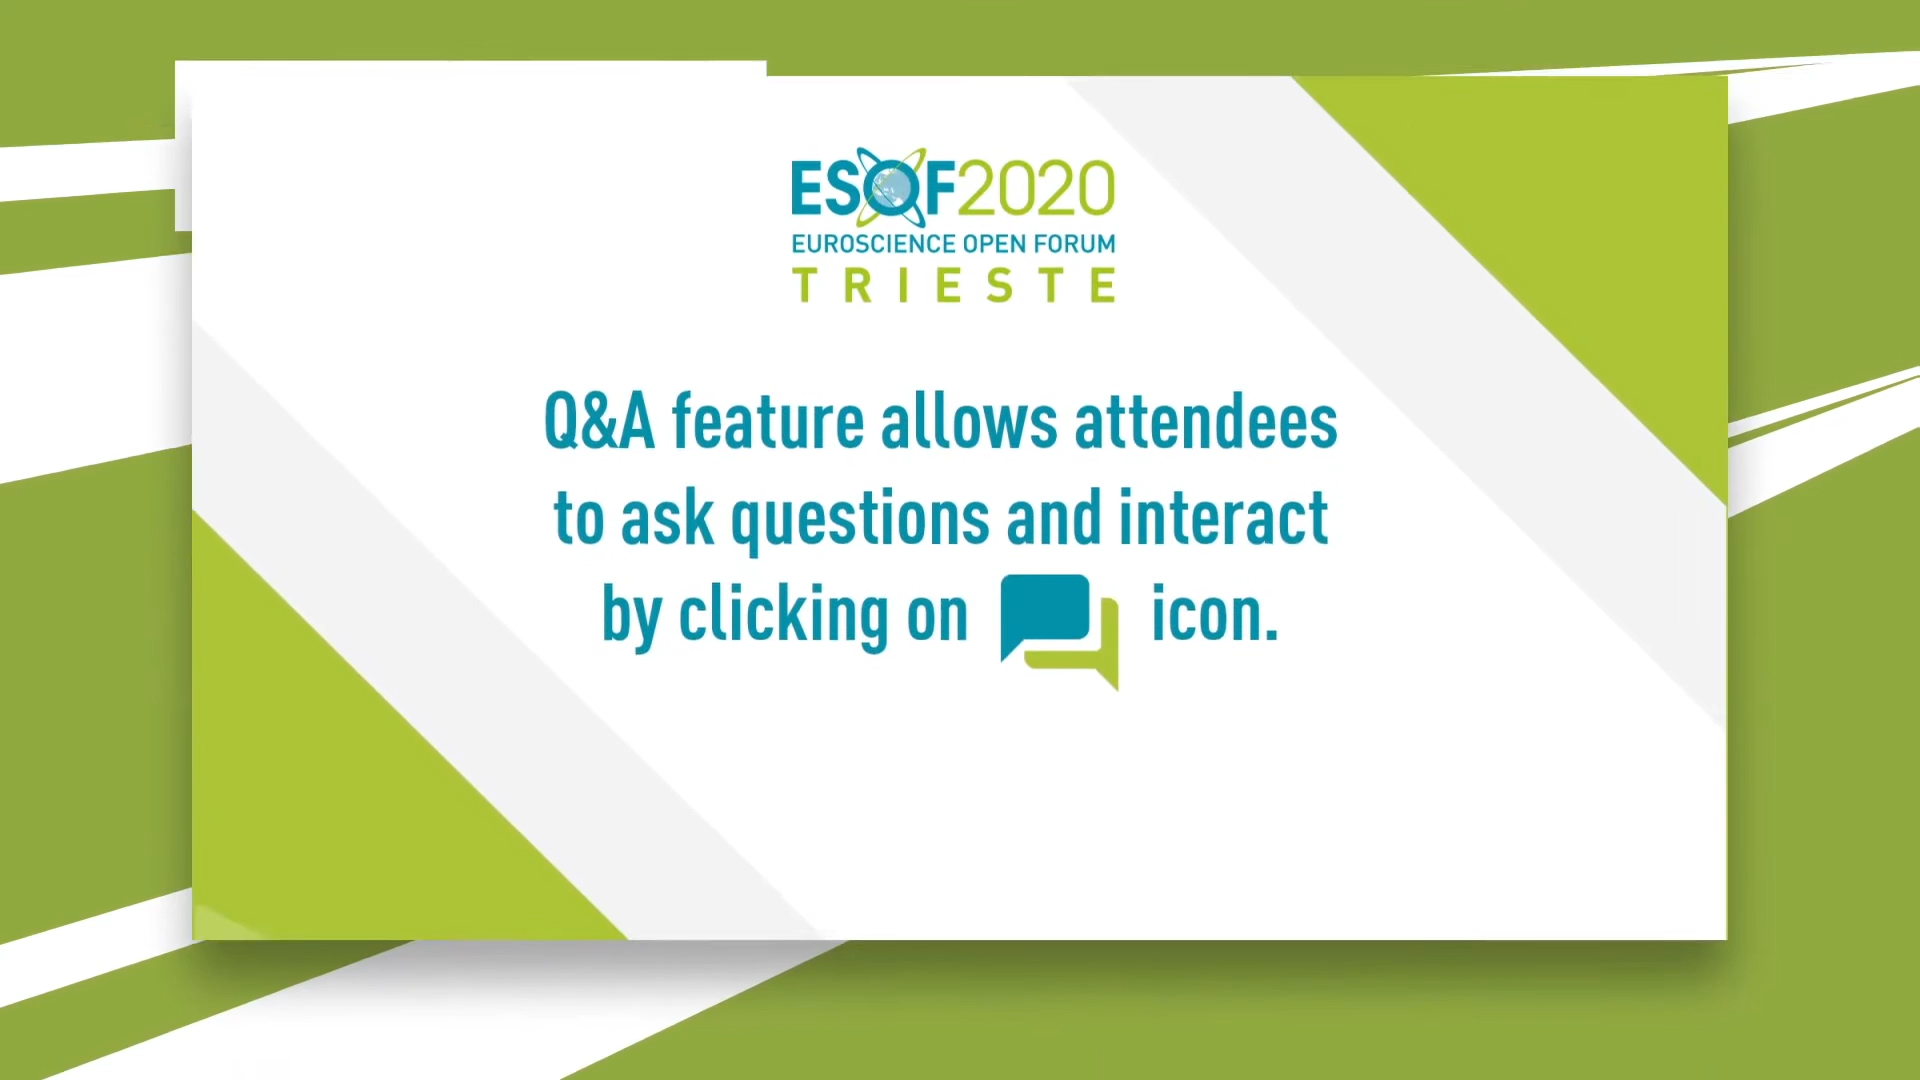 ESOF2020
EUROSCIENCE OPEN FORUM
TRIESTE
Q&A feature allows attendees
to ask questions and interact
by clicking on icon.